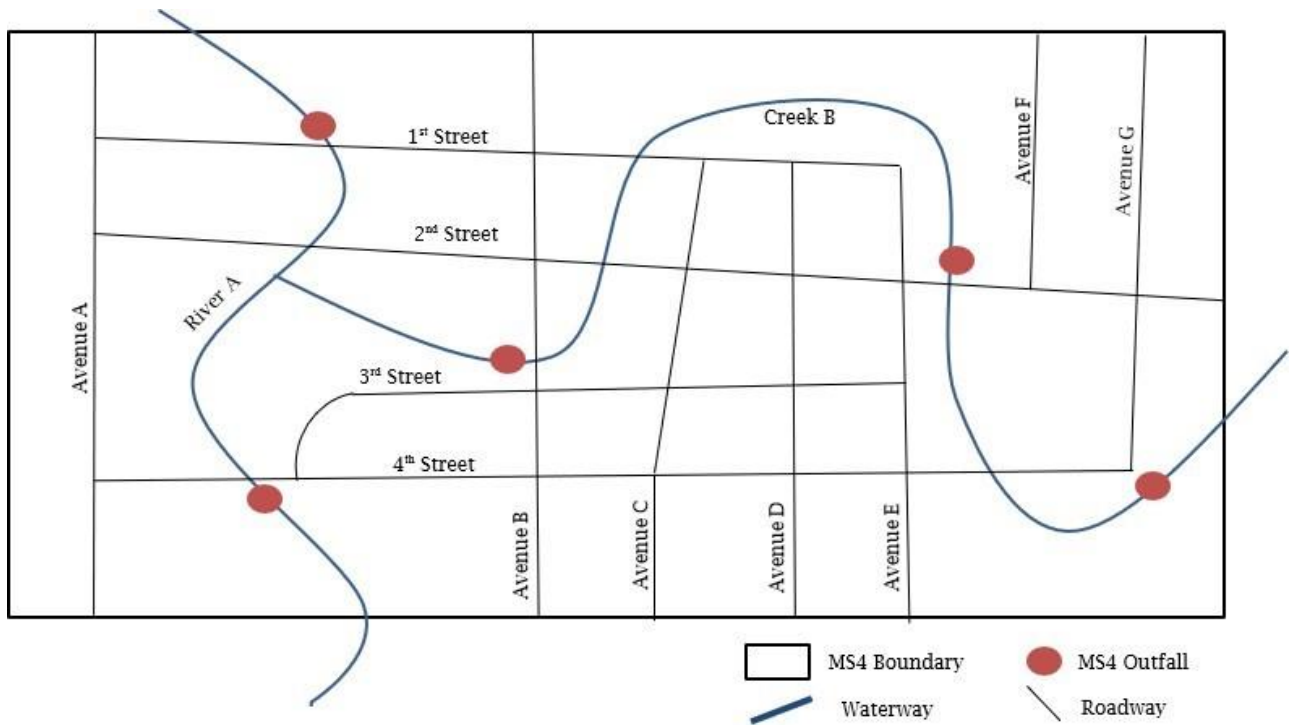 Creek B
1st Street
Avenue F
Avenue G
2nd Street
River A
Avenue A
3rd Street
4th Street
Avenue B
Avenue C
Avenue D
Avenue E
MS4 Boundary
MS4 Outfall
Waterway
Roadway